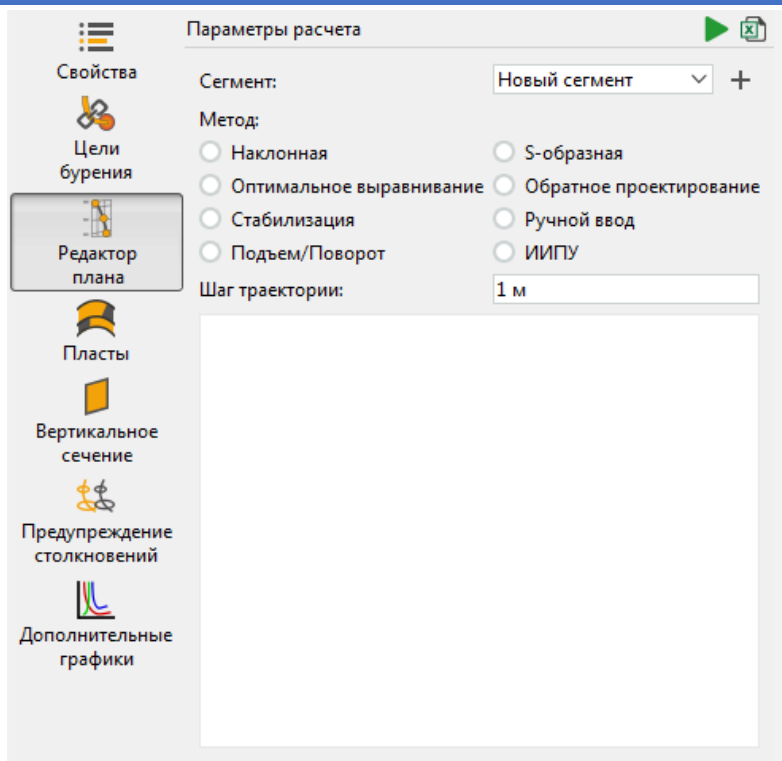 Свойства
Цели
бурения
Редактор
плана
Пласты
Вертикальное
сечение
Предупреждение
столкновений
Дополнительные
графики
Параметры расчета
Сегмент:
Новый сегмент
Метод:
Наклонная
S-образная
Оптимальное выравнивание
Обратное проектирование
Стабилизация
Ручной ввод
Подъем/Поворот
ИИПУ
Шаг траектории:
1 м